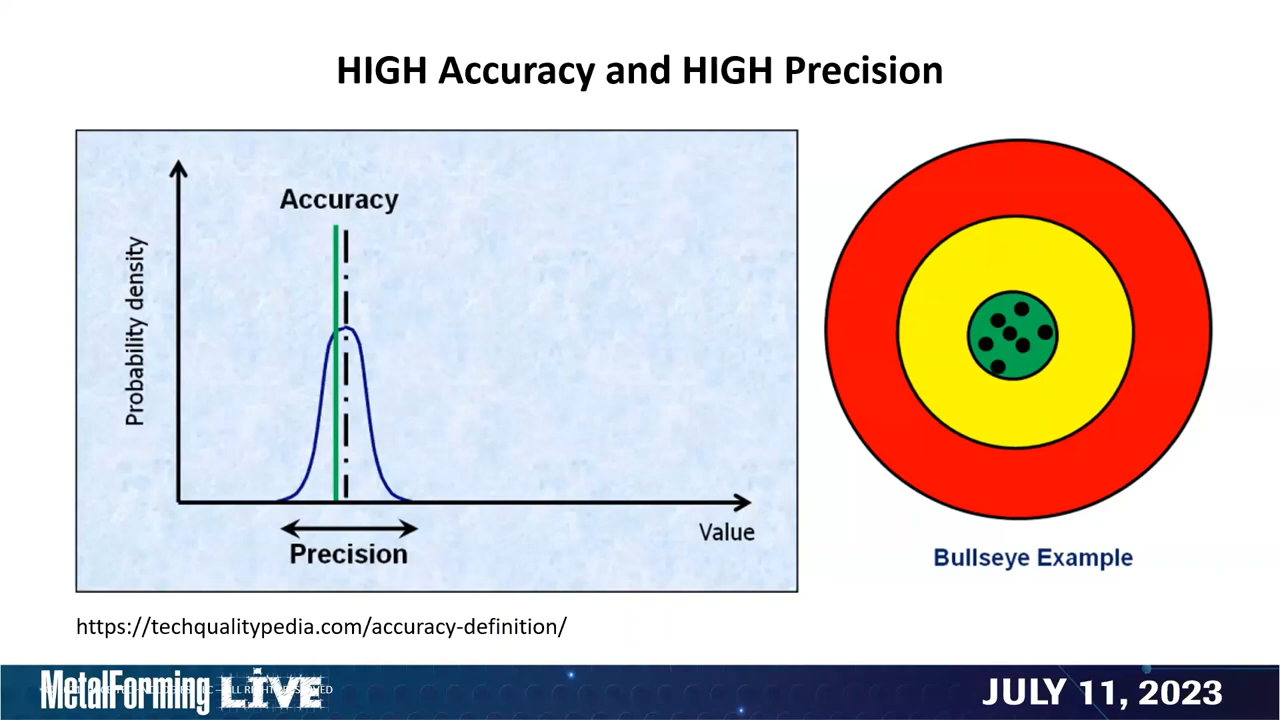 HIGH Accuracy and HIGH Precision
Accuracy
Probability density
Value
Precision
Bullseye Example
https://techqualitypedia.com/accuracy-definition/
MetalForming LIVE
JULY 11, 2023